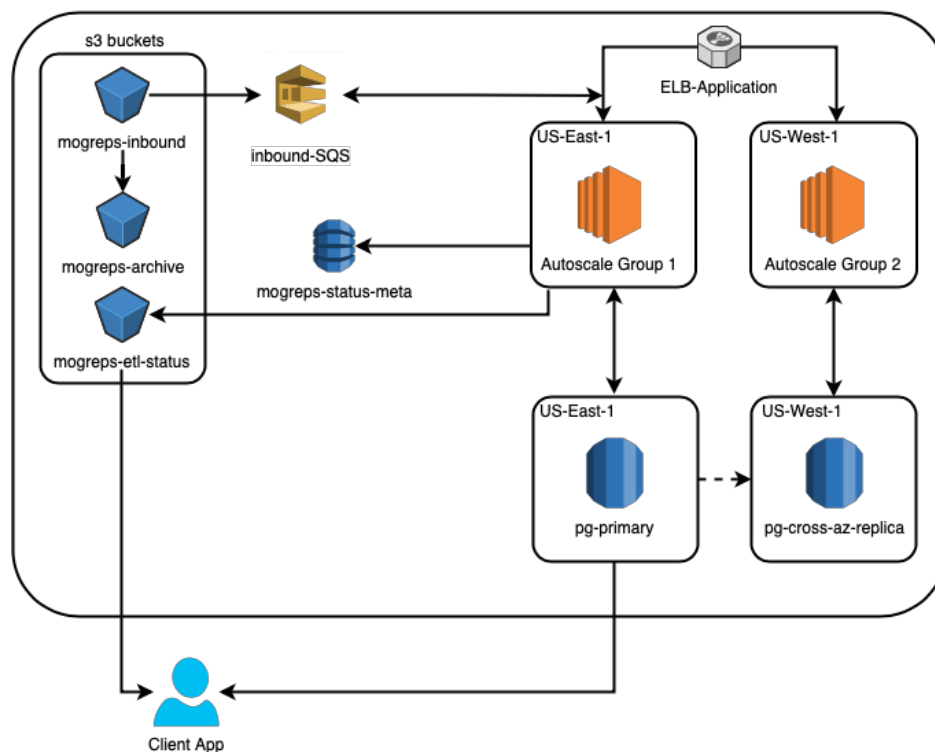 s3 buckets
mogreps-inbound
mogreps-archive
mogreps-etl-status
inbound-SQS
mogreps-status-meta
ELB-Application
US-East-1
Autoscale Group 1
US-West-1
Autoscale Group 2
US-East-1
pg-primary
US-West-1
pg-cross-az-replica
Client App